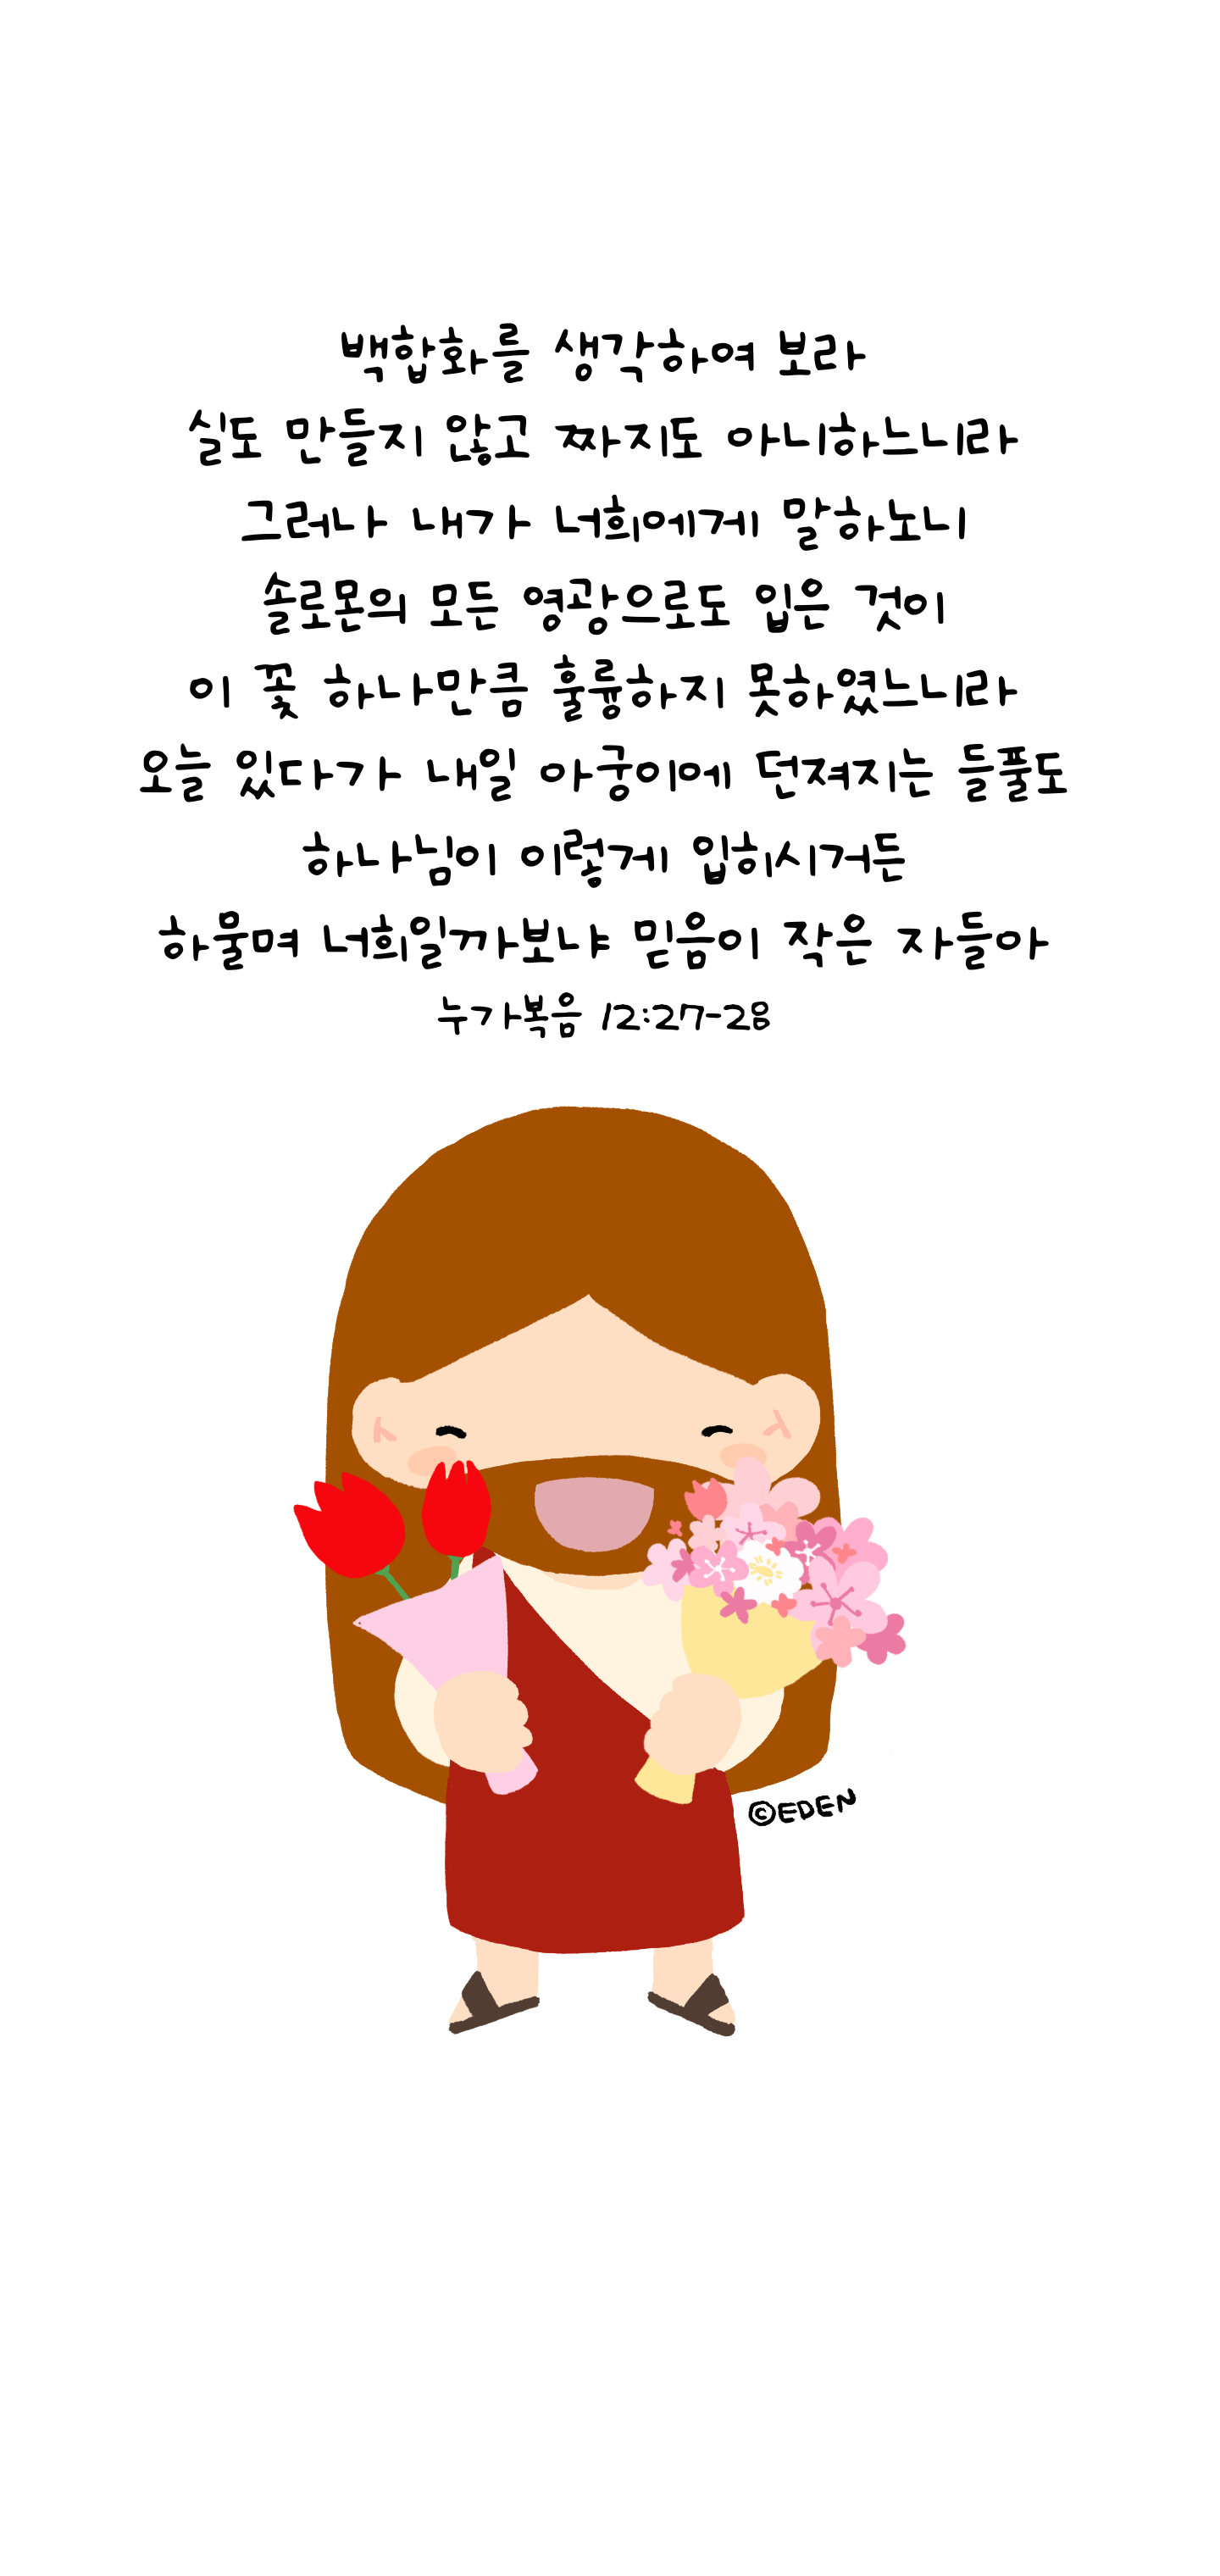 백합화를 생각하여 보라
실도 만들지 않고 짜지도 아니하느니라
그러나 내가 너희에게 말하노니
솔로몬의 모든 영광으로도 입은 것이
이 꽃 하나만큼 훌륭하지 못하였느니라
오늘 있다가 내일 아궁이에 던져지는 들풀도
하나님이 이렇게 입히시거든
하물며 너희일까보냐 믿음이 작은 자들아
누가복음 12:27-28
©EDEN